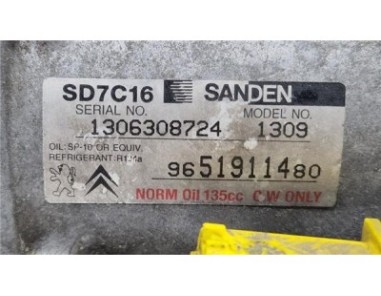 SD7C16 SANDEN
SERIAL NO. MODEL NO.
1306308724 1309
OIL: SP-10 OR EQUIV.
REFRIGERANT: R134a
9651911480
NORM Oil 135cc C.W ONLY